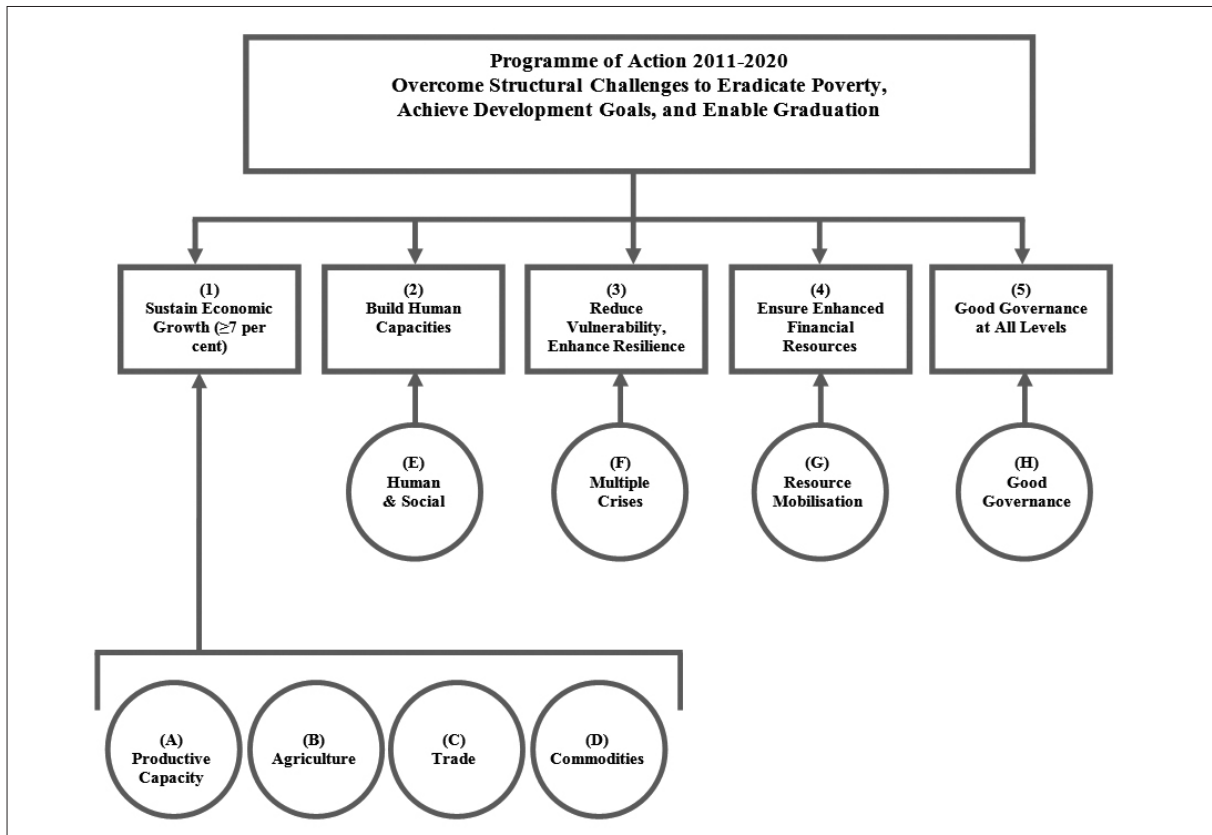 Programme of Action 2011-2020
Overcome Structural Challenges to Eradicate Poverty,
Achieve Development Goals, and Enable Graduation
(1)
Sustain Economic
Growth (≥7 per
cent)
(2)
Build Human
Capacities
(3)
Reduce
Vulnerability,
Enhance Resilience
(4)
Ensure Enhanced
Financial
Resources
(5)
Good Governance
at All Levels
(E)
Human
& Social
(F)
Multiple
Crises
(G)
Resource
Mobilisation
(H)
Good
Governance
(A)
Productive
Capacity
(B)
Agriculture
(C)
Trade
(D)
Commodities